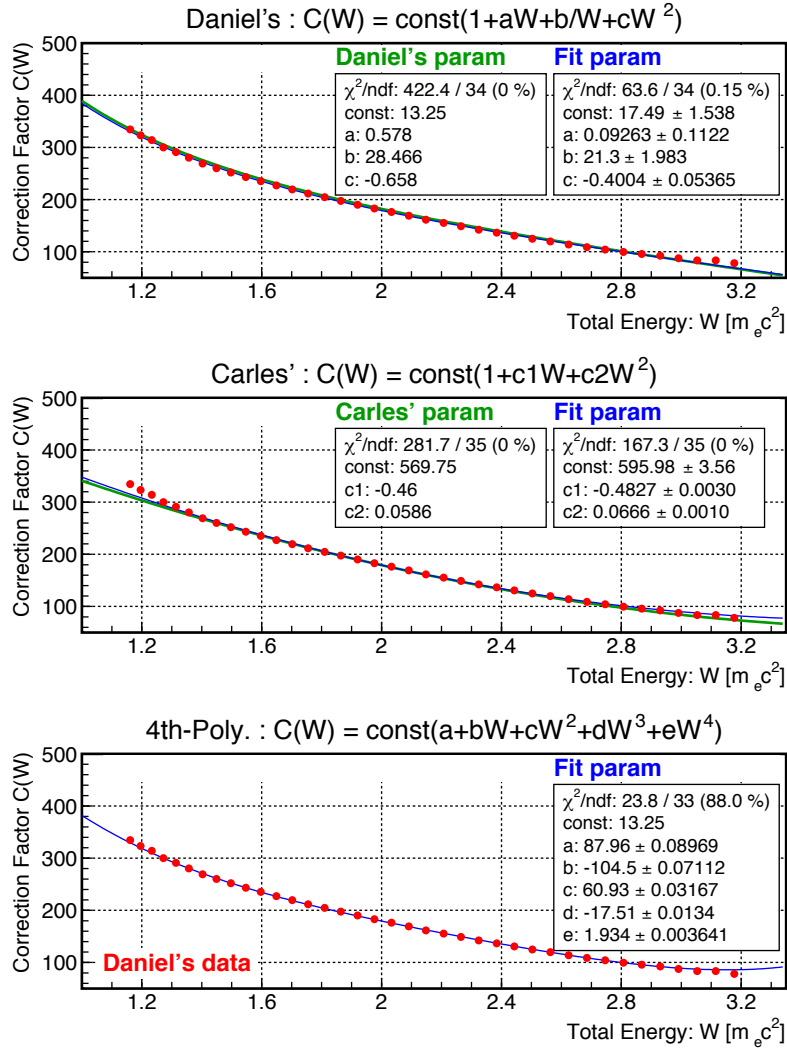 Daniel's : C(W) = const(1+aW+b/W+cW²)
Correction Factor C(W)
500
400
300
200
100
Daniel's param
χ²/ndf: 422.4 / 34 (0 %)
const: 13.25
a: 0.578
b: 28.466
c: -0.658
Fit param
χ²/ndf: 63.6 / 34 (0.15 %)
const: 17.49 ± 1.538
a: 0.09263 ± 0.1122
b: 21.3 ± 1.983
c: -0.4004 ± 0.05365
1.2 1.6 2 2.4 2.8 3.2
Total Energy: W [m_e c²]
Carles' : C(W) = const(1+c1W+c2W²)
Correction Factor C(W)
500
400
300
200
100
Carles' param
χ²/ndf: 281.7 / 35 (0 %)
const: 569.75
c1: -0.46
c2: 0.0586
Fit param
χ²/ndf: 167.3 / 35 (0 %)
const: 595.98 ± 3.56
c1: -0.4827 ± 0.0030
c2: 0.0666 ± 0.0010
1.2 1.6 2 2.4 2.8 3.2
Total Energy: W [m_e c²]
4th-Poly. : C(W) = const(a+bW+cW²+dW³+eW⁴)
Correction Factor C(W)
500
400
300
200
100
Fit param
χ²/ndf: 23.8 / 33 (88.0 %)
const: 13.25
a: 87.96 ± 0.08969
b: -104.5 ± 0.07112
c: 60.93 ± 0.03167
d: -17.51 ± 0.0134
e: 1.934 ± 0.003641
Daniel's data
1.2 1.6 2 2.4 2.8 3.2
Total Energy: W [m_e c²]